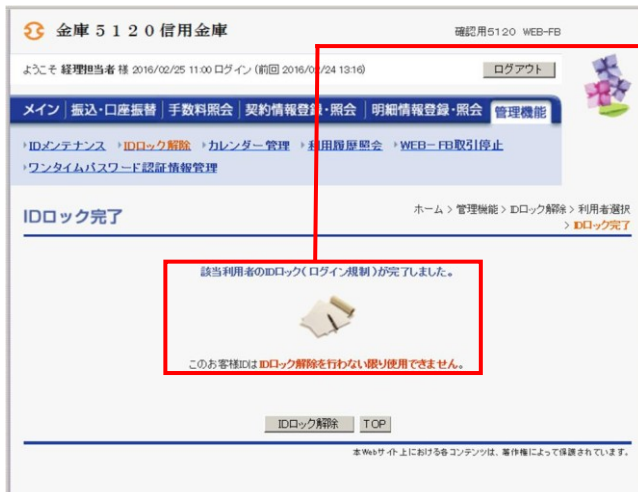 金庫５１２０信用金庫
確認用5120 WEB-FB
ようこそ 経理担当者 様 2016/02/25 11:00 ログイン (前回 2016/02/24 13:16)
ログアウト
メイン 振込・口座振替 手数料照会 契約情報登録・照会 明細情報登録・照会 管理機能
IDメンテナンス IDロック解除 カレンダー管理 利用履歴照会 WEB－FB取引停止
ワンタイムパスワード認証情報管理
IDロック完了
ホーム > 管理機能 > IDロック解除 > 利用者選択
> IDロック完了
該当利用者のIDロック(ログイン規制)が完了しました。
このお客様IDはIDロック解除を行わない限り使用できません。
IDロック解除 TOP
本Webサイト上における各コンテンツは、著作権によって保護されています。